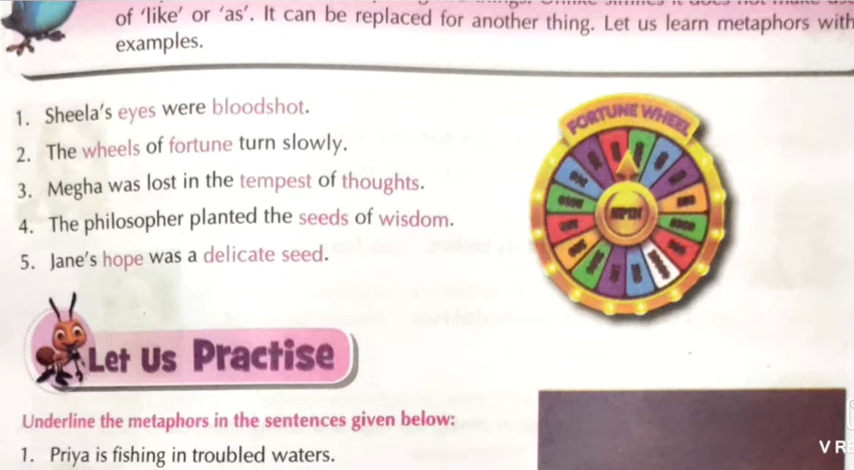 of 'like' or 'as'. It can be replaced for another thing. Let us learn metaphors with
examples.
1. Sheela's eyes were bloodshot.
2. The wheels of fortune turn slowly.
3. Megha was lost in the tempest of thoughts.
4. The philosopher planted the seeds of wisdom.
5. Jane's hope was a delicate seed.
FORTUNE WHEEL
Let Us Practise
Underline the metaphors in the sentences given below:
1. Priya is fishing in troubled waters.